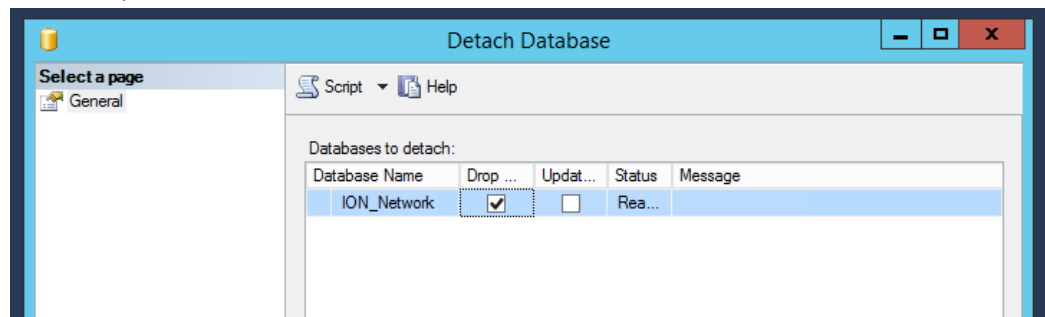 Detach Database
Select a page
General
Script
Help
Databases to detach:
Database Name Drop ... Updat... Status Message
ION_Network Rea...